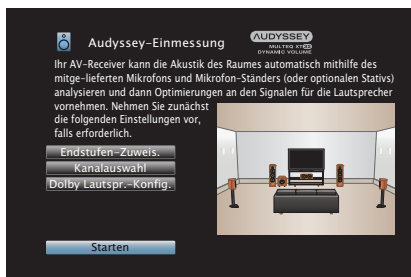 Audyssey-Einmessung
AUDYSSEY
MULTEQ XT32
DYNAMIC VOLUME
Ihr AV-Receiver kann die Akustik des Raumes automatisch mithilfe des
mitge-lieferten Mikrofons und Mikrofon-Ständers (oder optionalen Stativs)
analysieren und dann Optimierungen an den Signalen für die Lautsprecher
vornehmen. Nehmen Sie zunächst
die folgenden Einstellungen vor,
falls erforderlich.
Endstufen-Zuweis.
Kanalauswahl
Dolby Lautspr.-Konfig.
Starten